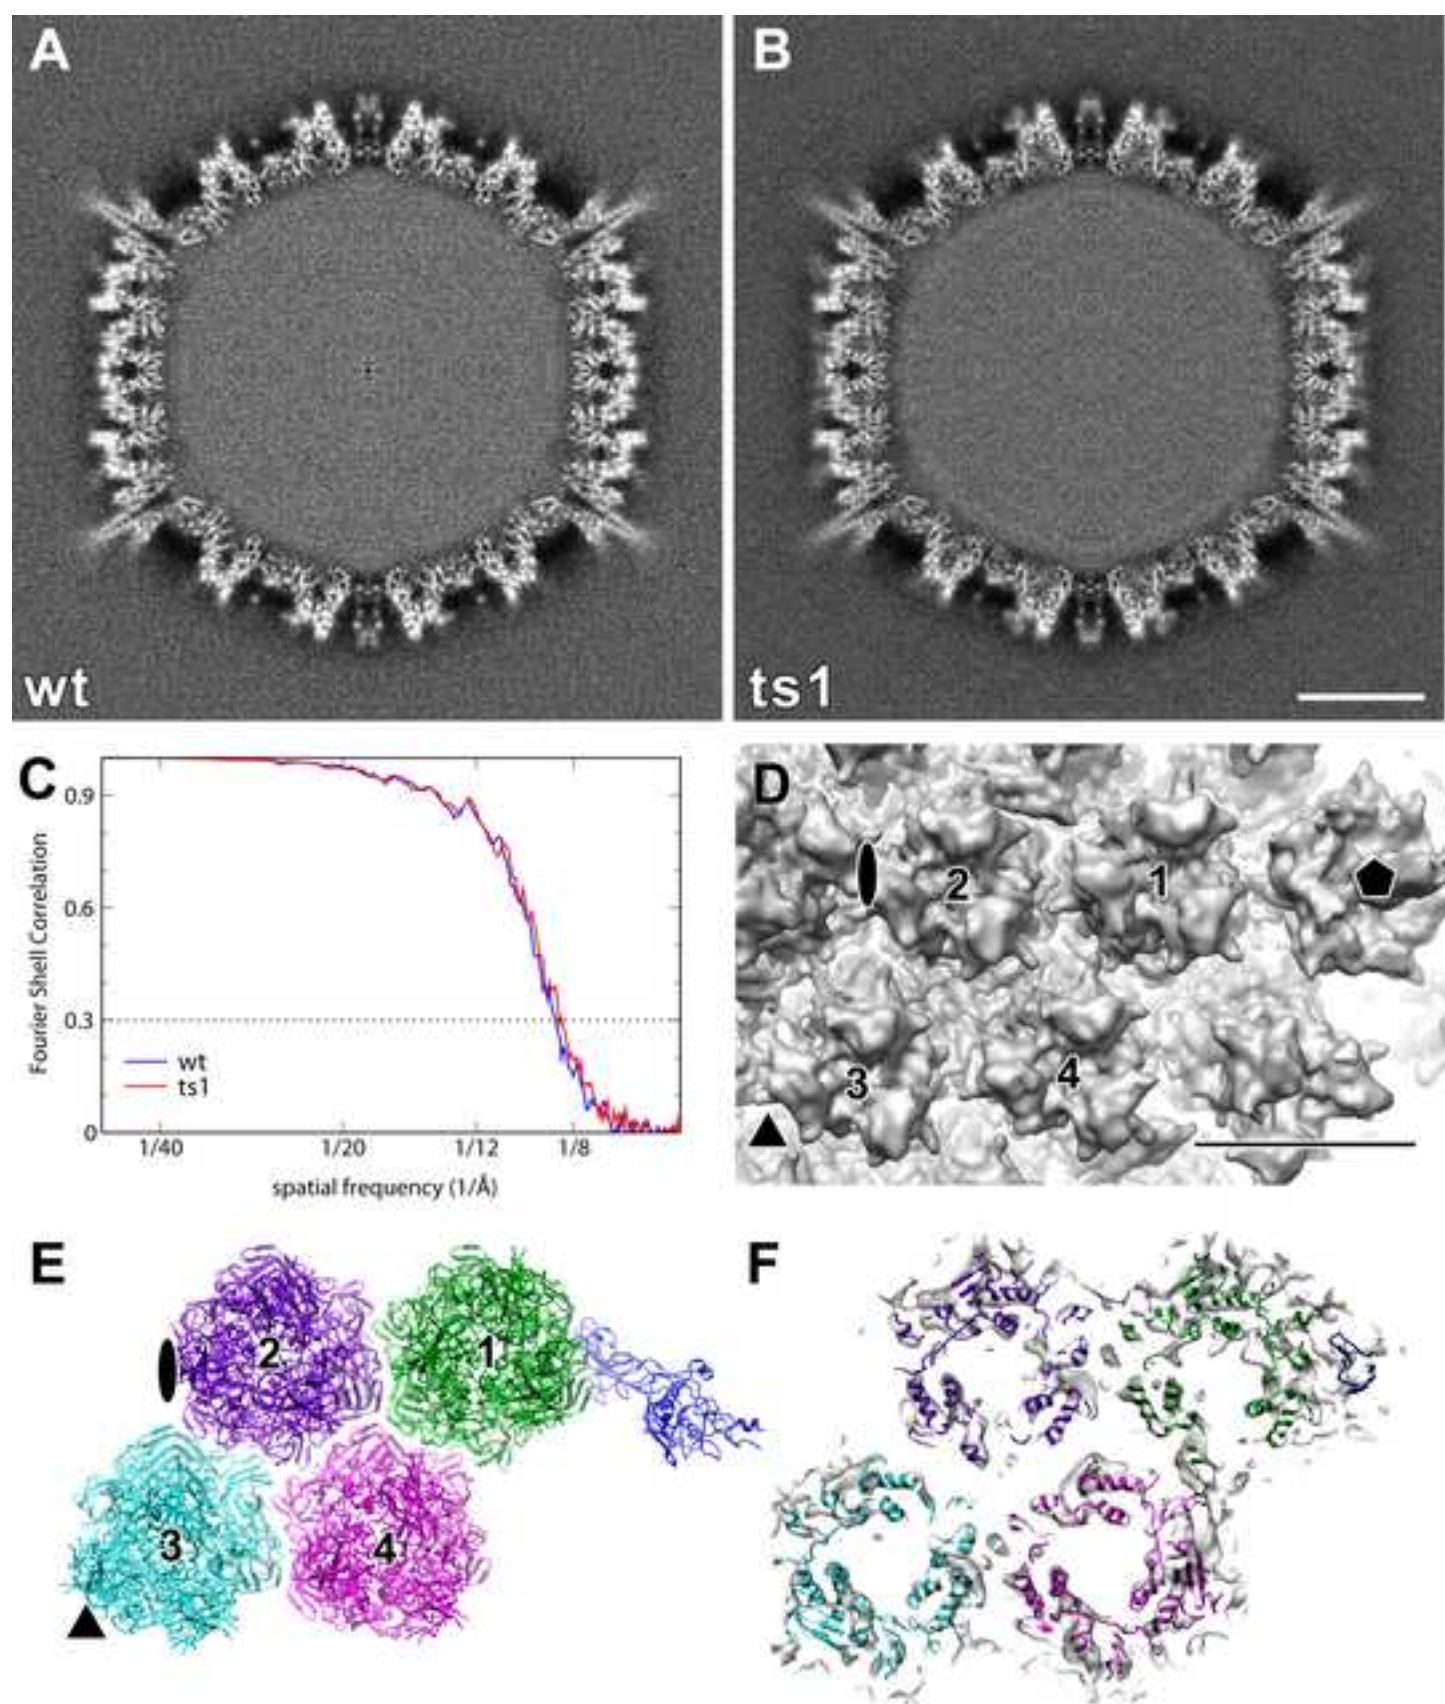 A
B
wt
ts1
C
0.9
0.6
0.3
0
Fourier Shell Correlation
wt
ts1
1/40
1/20
1/12
1/8
spatial frequency (1/Å)
D
2
1
3
4
E
2
1
3
4
F